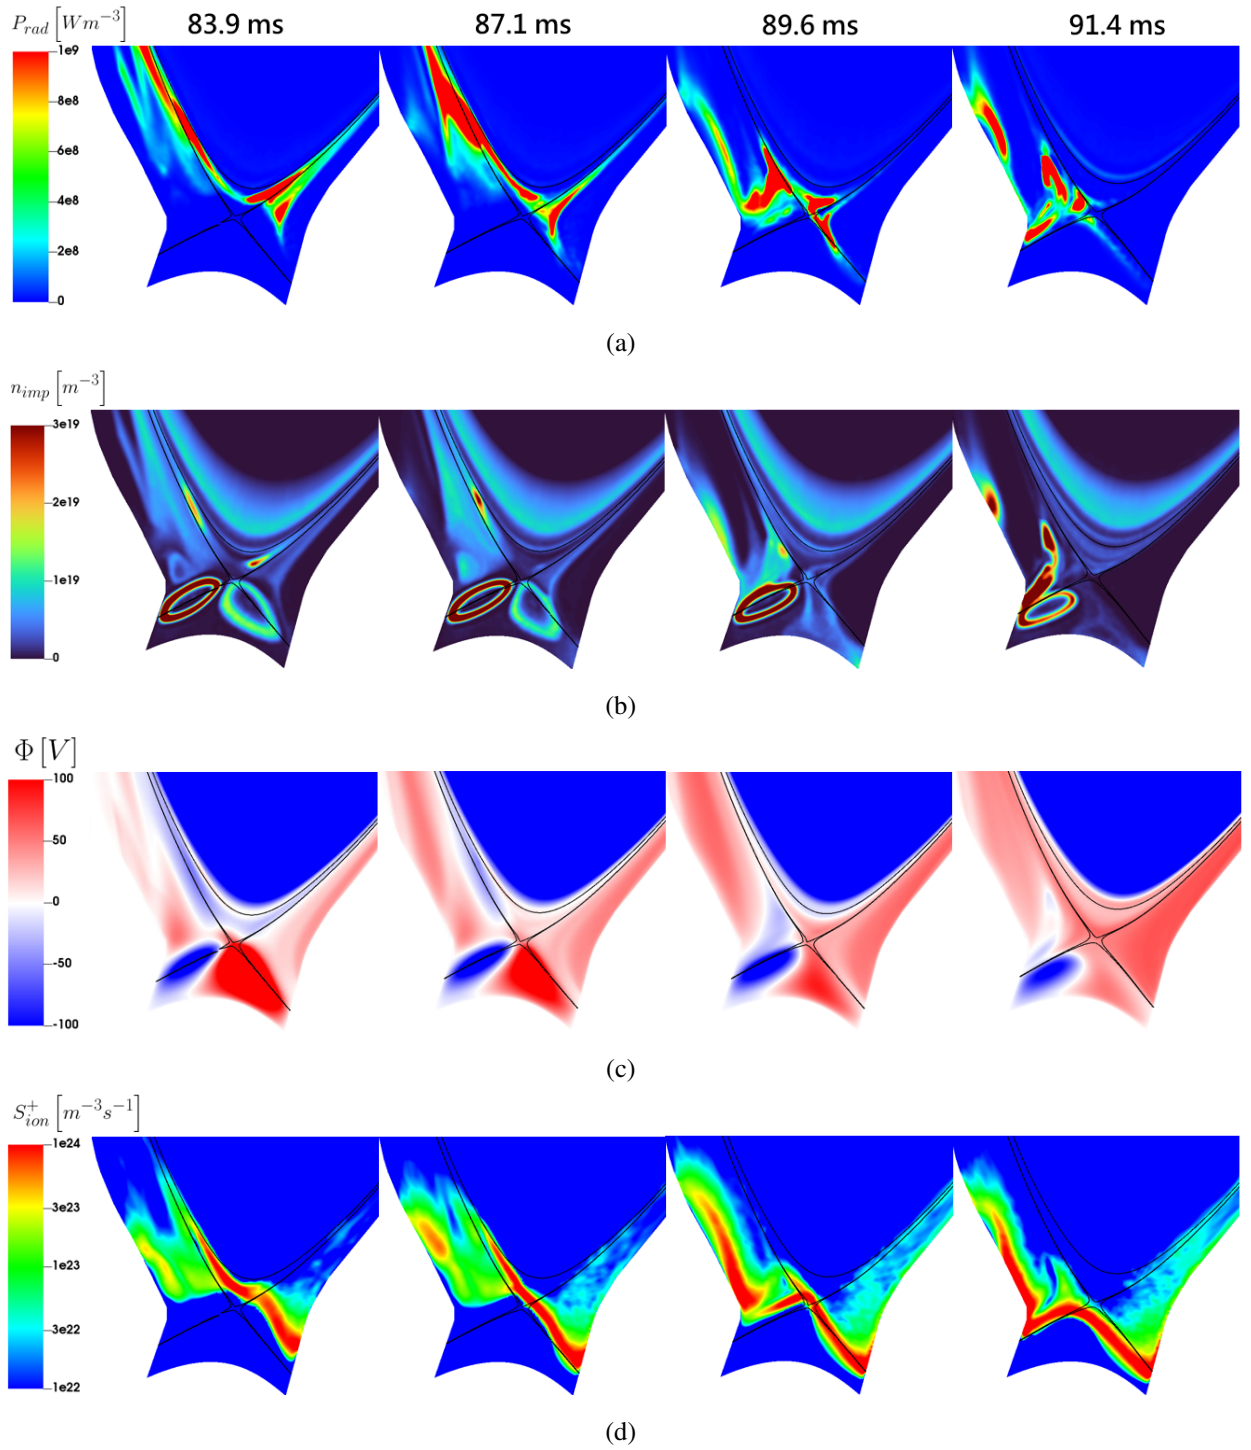 P_rad [Wm^−3] 83.9 ms 87.1 ms 89.6 ms 91.4 ms
1e9
8e8
6e8
4e8
2e8
0
(a)
n_imp [m^−3]
3e19
2e19
1e19
0
(b)
Φ [V]
100
50
0
-50
-100
(c)
S^+_ion [m^−3 s^−1]
1e24
3e23
1e23
3e22
1e22
(d)